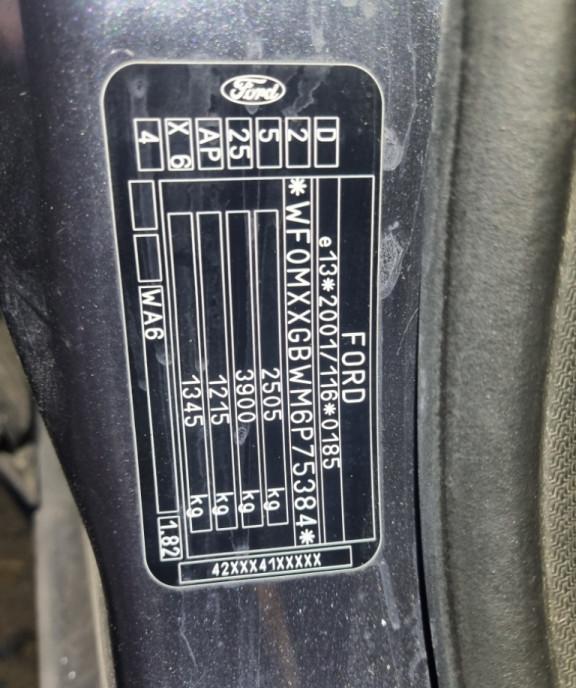 Ford
FORD
e13*2001/116*0185
*WF0MXXGBWM6P75384*
2505 kg
3900 kg
1215 kg
1345 kg
D
2
5
25
AP
X 6
4
WA6
1.82
42XXX41XXXXX